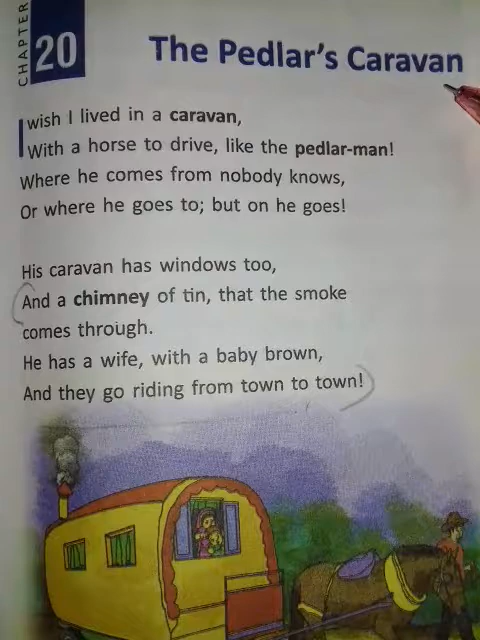 CHAPTER
20
The Pedlar's Caravan
I wish I lived in a caravan,
With a horse to drive, like the pedlar-man!
Where he comes from nobody knows,
Or where he goes to; but on he goes!
His caravan has windows too,
And a chimney of tin, that the smoke
comes through.
He has a wife, with a baby brown,
And they go riding from town to town!